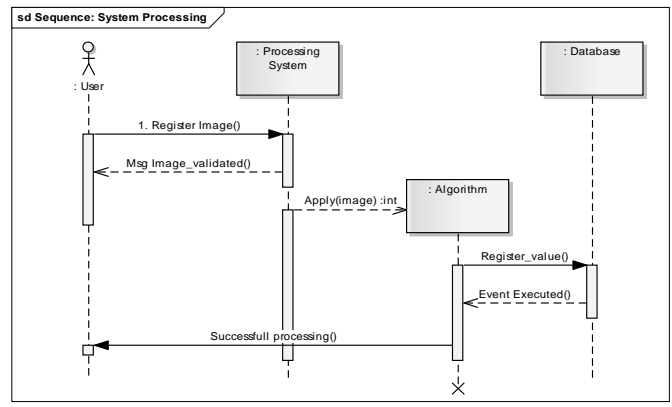 sd Sequence: System Processing
: User
: Processing
System
: Database
1. Register Image()
Msg Image_validated()
Apply(image) :int
: Algorithm
Register_value()
Event Executed()
Successfull processing()